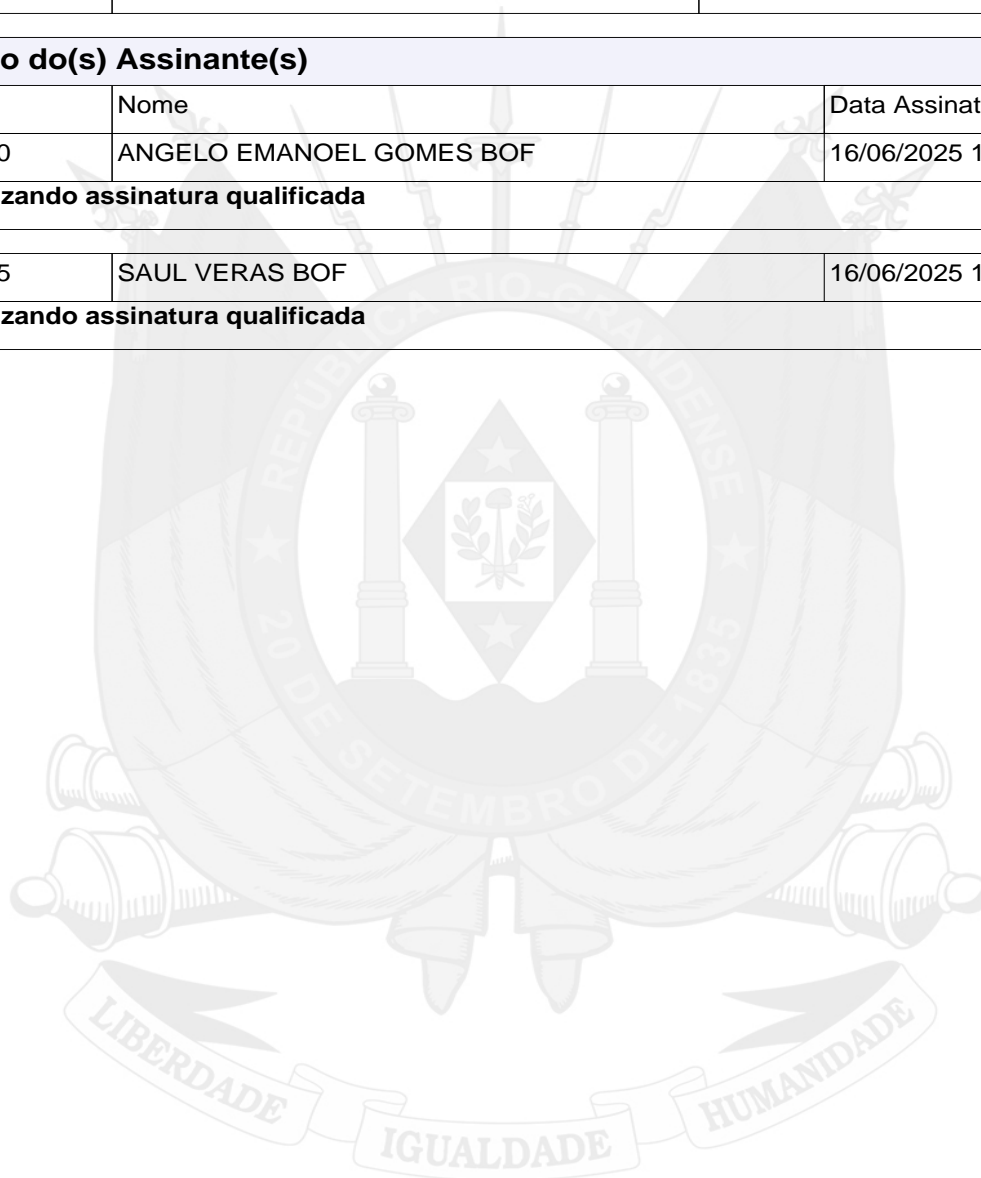 o do(s) Assinante(s)
Nome Data Assinat
0 ANGELO EMANOEL GOMES BOF 16/06/2025 1
zando assinatura qualificada
5 SAUL VERAS BOF 16/06/2025 1
zando assinatura qualificada
REPÚBLICA RIO-GRANDENSE
20 DE SETEMBRO DE 1835
LIBERDADE
IGUALDADE
HUMANIDADE